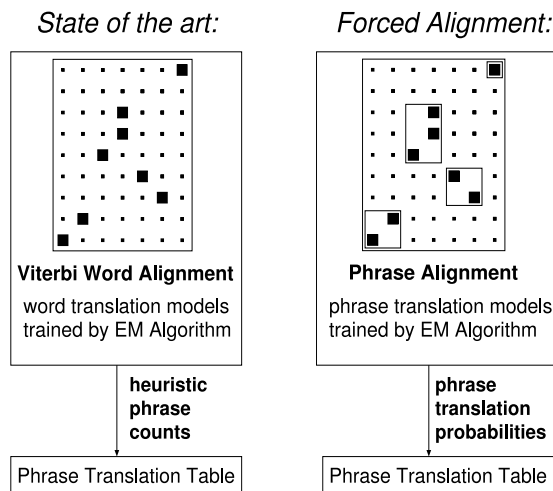 State of the art:
Viterbi Word Alignment
word translation models
trained by EM Algorithm
heuristic
phrase
counts
Phrase Translation Table
Forced Alignment:
Phrase Alignment
phrase translation models
trained by EM Algorithm
phrase
translation
probabilities
Phrase Translation Table